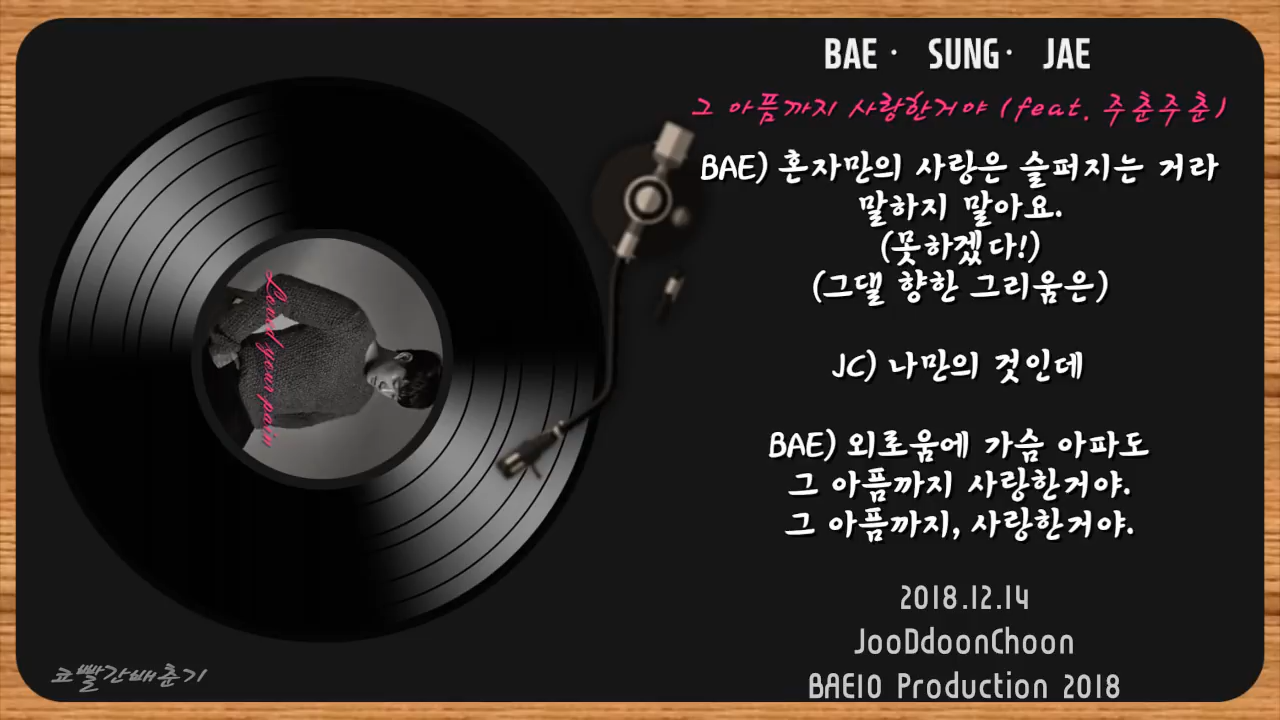 BAE · SUNG · JAE
그 아픔까지 사랑한거야 (feat. 주춘주춘)
BAE) 혼자만의 사랑은 슬퍼지는 거라
말하지 말아요.
(못하겠다!)
(그댈 향한 그리움은)
JC) 나만의 것인데
BAE) 외로움에 가슴 아파도
그 아픔까지 사랑한거야.
그 아픔까지, 사랑한거야.
2018.12.14
JooDdoonChoon
BAE10 Production 2018
Loved your pain
코빨간배춘기